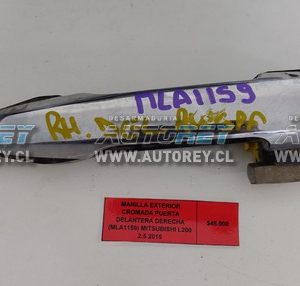 MLA1159
RH.
DESARMADURIA
AUTOREY
WWW.AUTOREY.CL
MANILLA EXTERIOR
CROMADA PUERTA
DELANTERA DERECHA
(MLA1159) MITSUBISHI L200
2.5 2015
$45.000